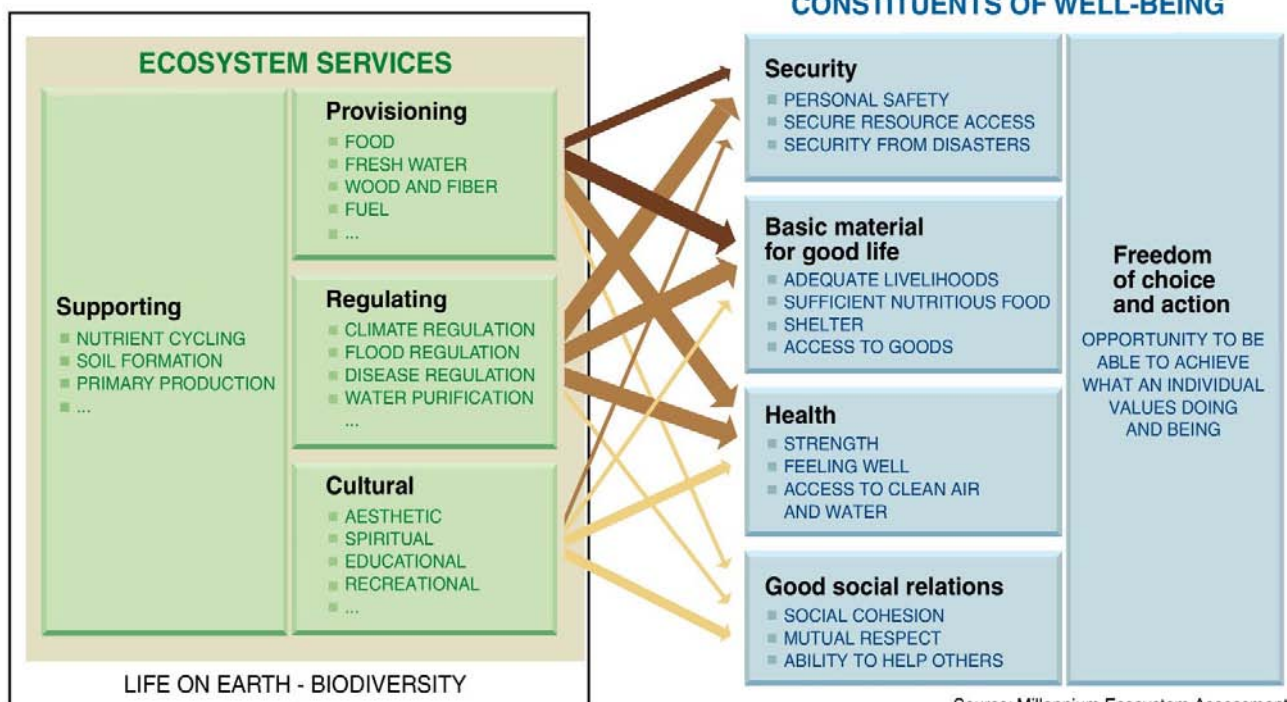 CONSTITUENTS OF WELL-BEING
ECOSYSTEM SERVICES
Supporting
NUTRIENT CYCLING
SOIL FORMATION
PRIMARY PRODUCTION
...
Provisioning
FOOD
FRESH WATER
WOOD AND FIBER
FUEL
...
Regulating
CLIMATE REGULATION
FLOOD REGULATION
DISEASE REGULATION
WATER PURIFICATION
...
Cultural
AESTHETIC
SPIRITUAL
EDUCATIONAL
RECREATIONAL
...
LIFE ON EARTH - BIODIVERSITY
Security
PERSONAL SAFETY
SECURE RESOURCE ACCESS
SECURITY FROM DISASTERS
Basic material
for good life
ADEQUATE LIVELIHOODS
SUFFICIENT NUTRITIOUS FOOD
SHELTER
ACCESS TO GOODS
Health
STRENGTH
FEELING WELL
ACCESS TO CLEAN AIR
AND WATER
Good social relations
SOCIAL COHESION
MUTUAL RESPECT
ABILITY TO HELP OTHERS
Freedom
of choice
and action
OPPORTUNITY TO BE
ABLE TO ACHIEVE
WHAT AN INDIVIDUAL
VALUES DOING
AND BEING
Source: Millennium Ecosystem Assessment